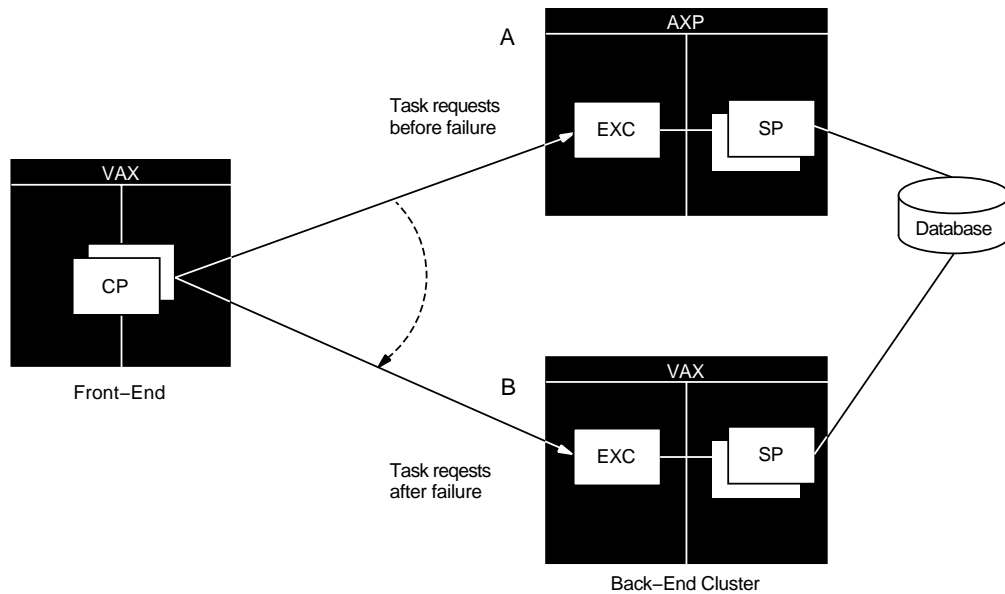 A
AXP
Task requests
before failure
EXC
SP
VAX
CP
Database
Front–End
B
VAX
EXC
SP
Task reqests
after failure
Back–End Cluster